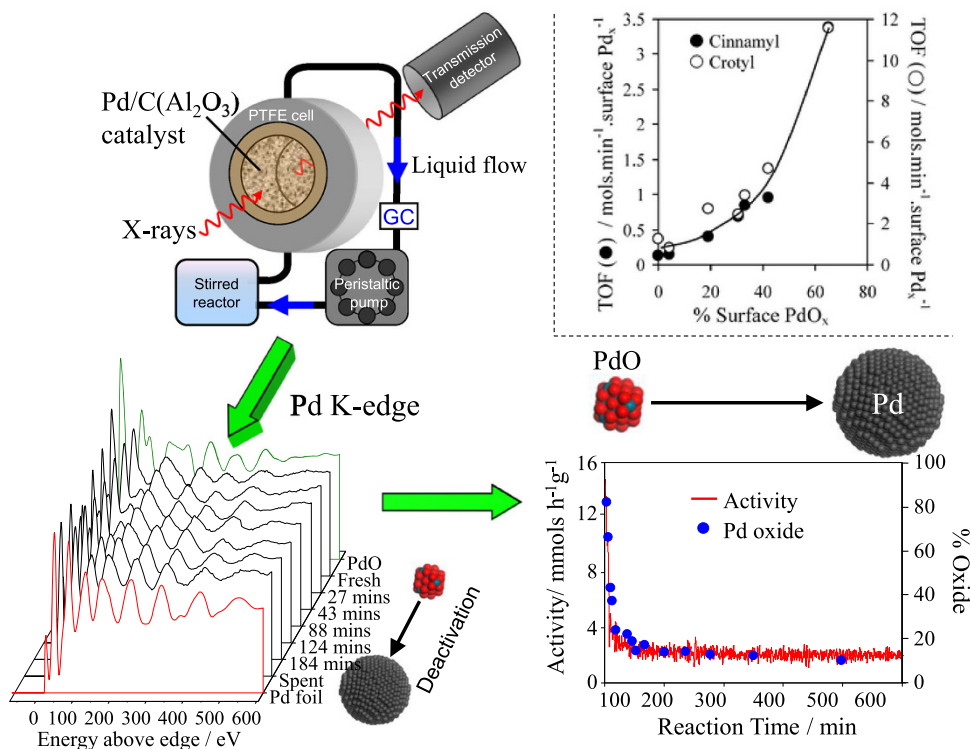 Transmission
detector
Pd/C(Al₂O₃)
catalyst
PTFE cell
Liquid flow
X-rays
GC
Stirred
reactor
Peristaltic
pump
TOF (●) / mols.min⁻¹.surface Pdₓ⁻¹
3.5
3
2.5
2
1.5
1
0.5
0
Cinnamyl
Crotyl
12
10
8
6
4
2
0
TOF (○) / mols.min⁻¹.surface Pdₓ⁻¹
0 20 40 60 80
% Surface PdOₓ
Pd K-edge
PdO
Fresh
27 mins
43 mins
88 mins
124 mins
184 mins
Spent
Pd foil
0 100 200 300 400 500 600
Energy above edge / eV
Deactivation
PdO
Pd
Activity/ mmols h⁻¹g⁻¹
16
12
8
4
0
Activity
Pd oxide
100
80
60
40
20
0
% Oxide
100 200 300 400 500 600
Reaction Time / min